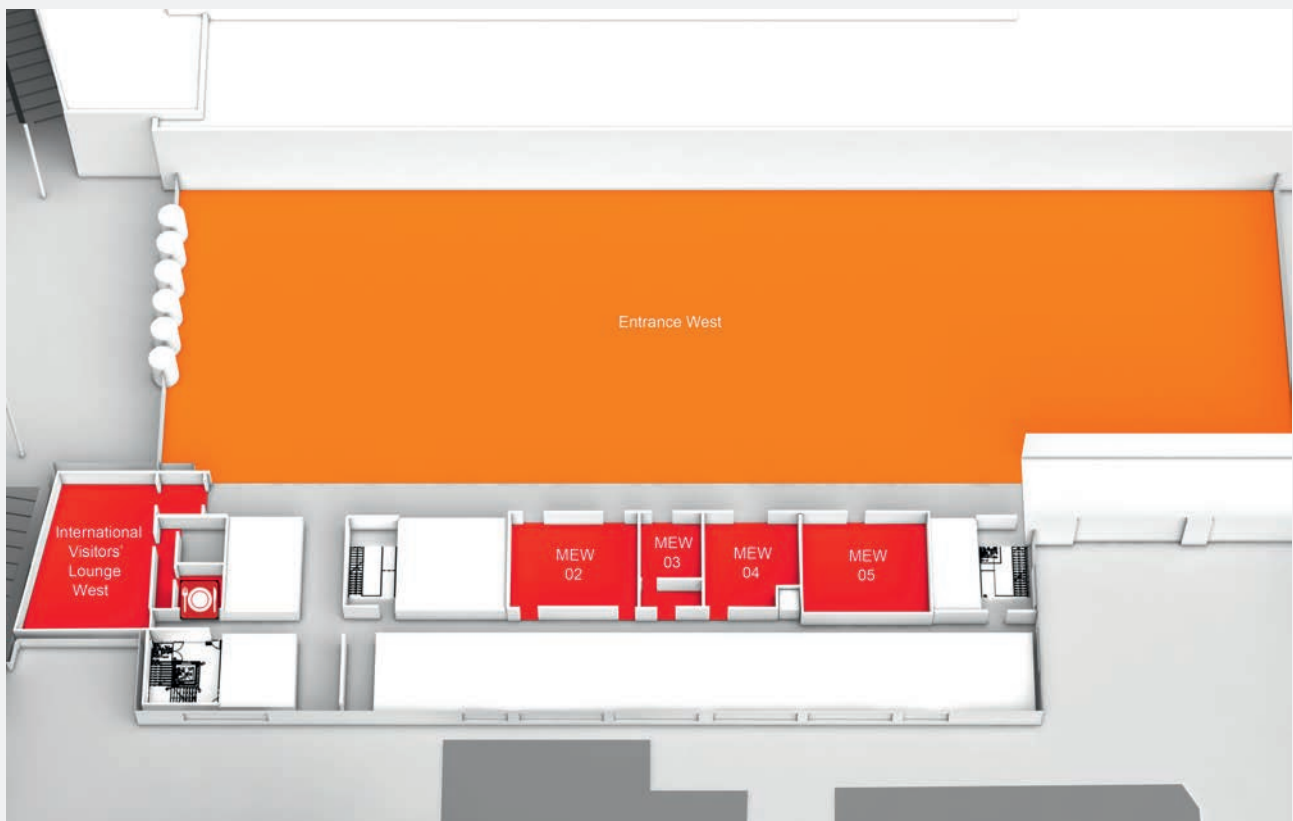 Entrance West
International
Visitors'
Lounge
West
MEW
02
MEW
03
MEW
04
MEW
05